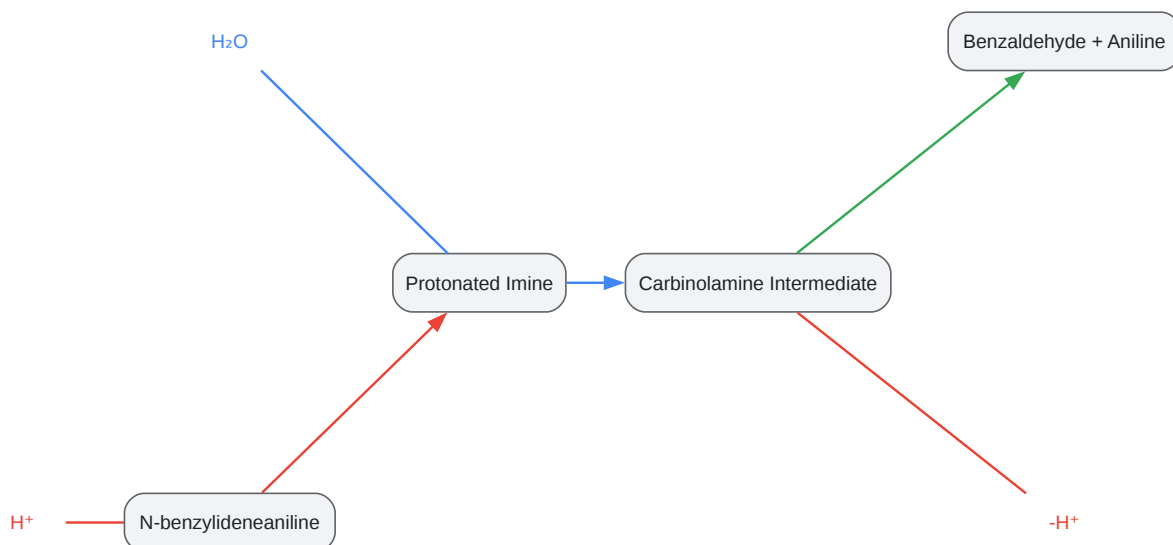 H₂O
Benzaldehyde + Aniline
Protonated Imine
Carbinolamine Intermediate
H⁺
N-benzylideneaniline
-H⁺